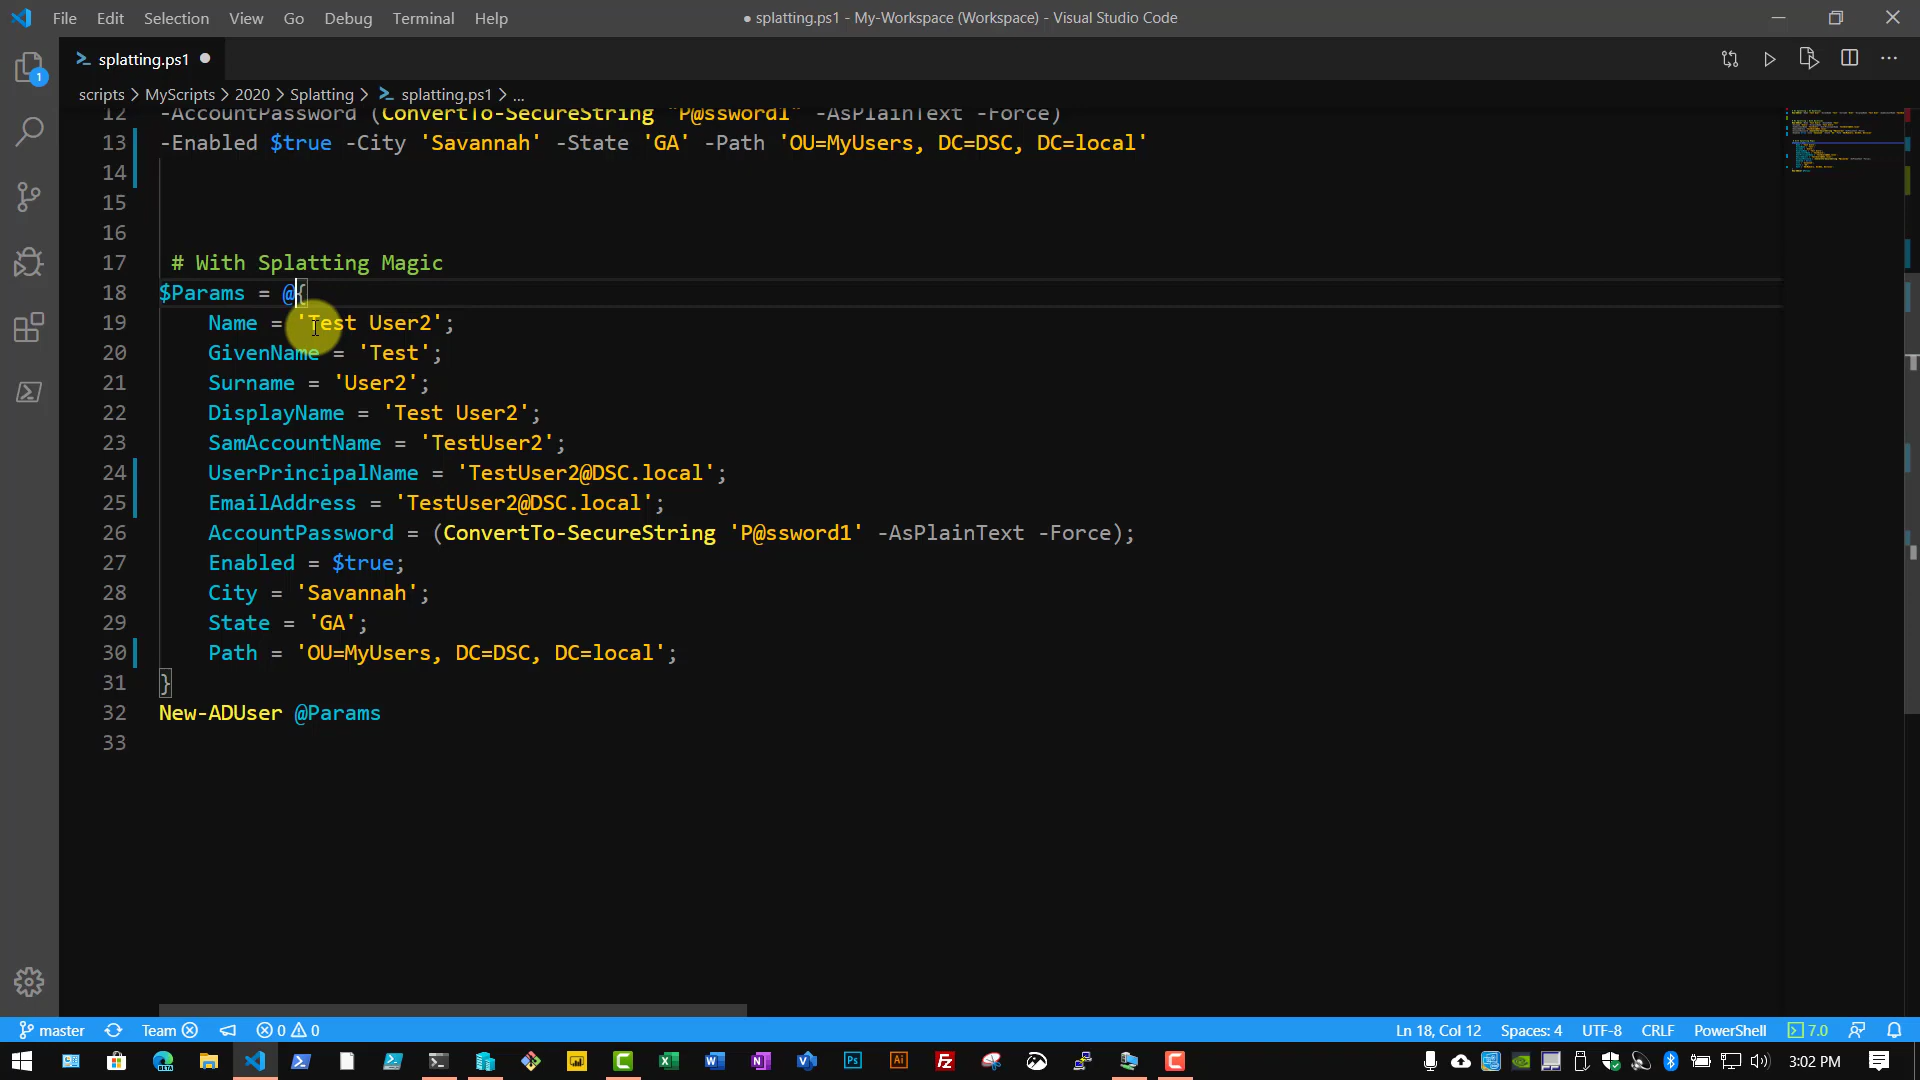 File Edit Selection View Go Debug Terminal Help
● splatting.ps1 - My-Workspace (Workspace) - Visual Studio Code
splatting.ps1
scripts > MyScripts > 2020 > Splatting > splatting.ps1 > ...
12 -AccountPassword (ConvertTo-SecureString "P@ssword1" -AsPlainText -Force)
13 -Enabled $true -City 'Savannah' -State 'GA' -Path 'OU=MyUsers, DC=DSC, DC=local'
14
15
16
17 # With Splatting Magic
18 $Params = @{
19 Name = 'Test User2';
20 GivenName = 'Test';
21 Surname = 'User2';
22 DisplayName = 'Test User2';
23 SamAccountName = 'TestUser2';
24 UserPrincipalName = 'TestUser2@DSC.local';
25 EmailAddress = 'TestUser2@DSC.local';
26 AccountPassword = (ConvertTo-SecureString 'P@ssword1' -AsPlainText -Force);
27 Enabled = $true;
28 City = 'Savannah';
29 State = 'GA';
30 Path = 'OU=MyUsers, DC=DSC, DC=local';
31 }
32 New-ADUser @Params
33
1
master Team 0 0 Ln 18, Col 12 Spaces: 4 UTF-8 CRLF PowerShell 7.0
3:02 PM